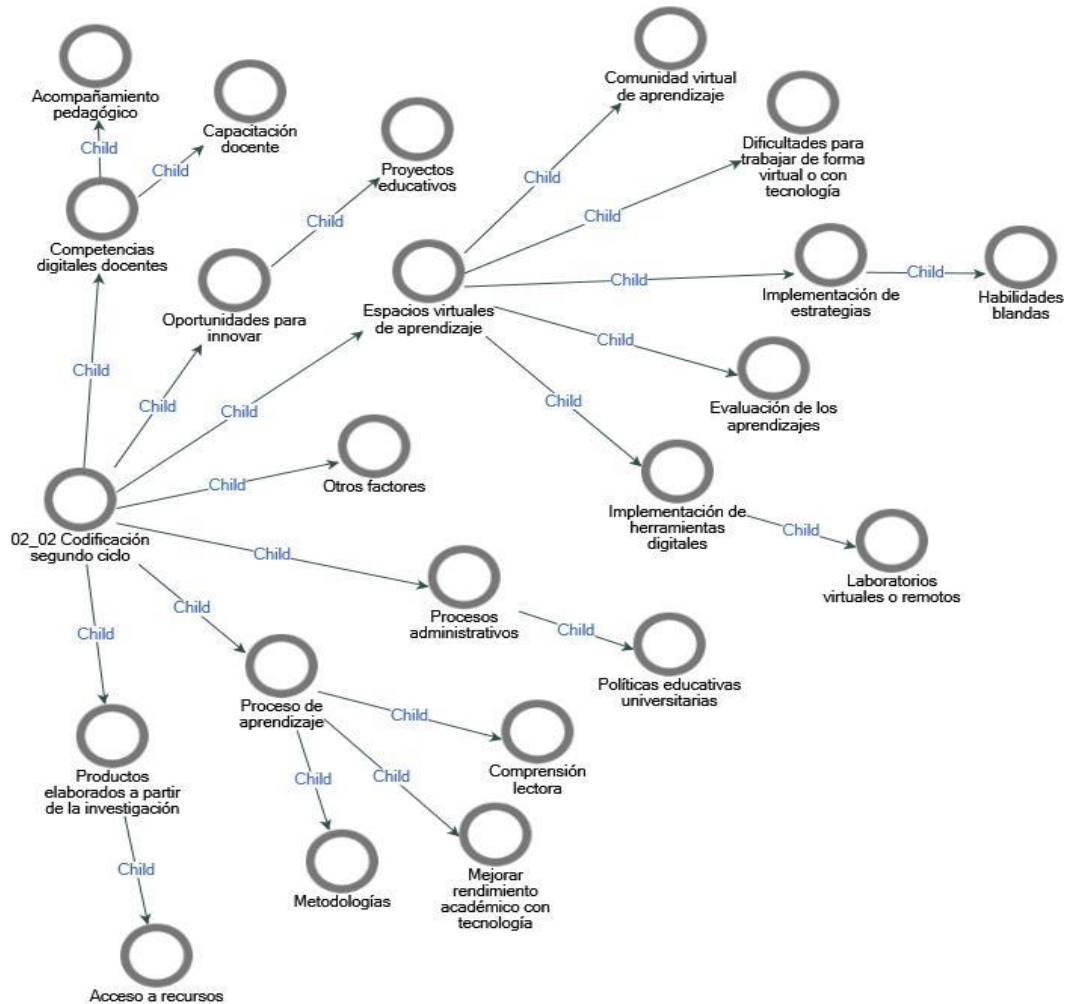 Acompañamiento
pedagógico
Child
Capacitación
docente
Child
Competencias
digitales docentes
Child
Proyectos
educativos
Child
Oportunidades para
innovar
Child
Comunidad virtual
de aprendizaje
Child
Dificultades para
trabajar de forma
virtual o con
tecnología
Child
Espacios virtuales
de aprendizaje
Child
Implementación de
estrategias
Child
Habilidades
blandas
Child
Evaluación de los
aprendizajes
Child
Child
Implementación de
herramientas
digitales
Child
Laboratorios
virtuales o remotos
Child
Otros factores
02_02 Codificación
segundo ciclo
Child
Procesos
administrativos
Child
Políticas educativas
universitarias
Child
Proceso de
aprendizaje
Child
Comprensión
lectora
Child
Mejorar
rendimiento
académico con
tecnología
Child
Metodologías
Child
Productos
elaborados a partir
de la investigación
Child
Acceso a recursos